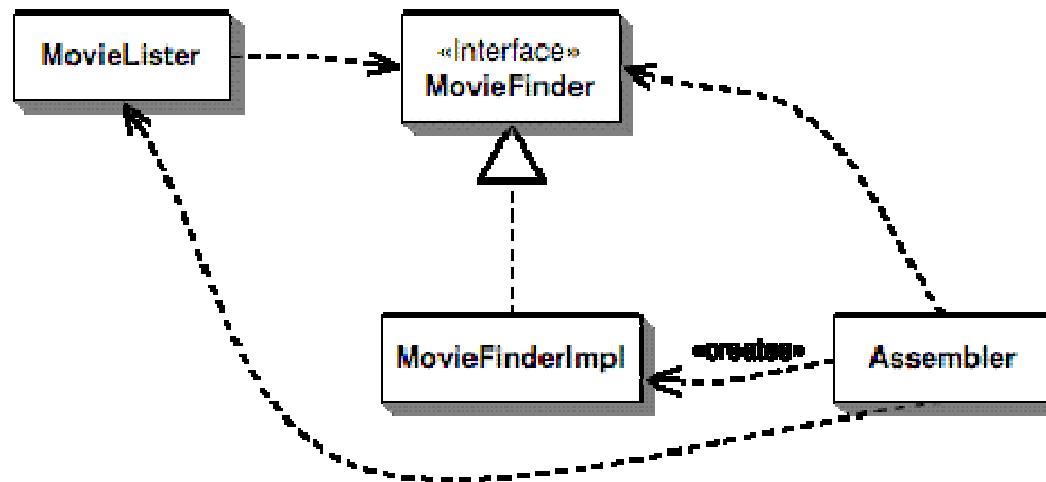 MovieLister
«interface»
MovieFinder
MovieFinderImpl
«creates»
Assembler